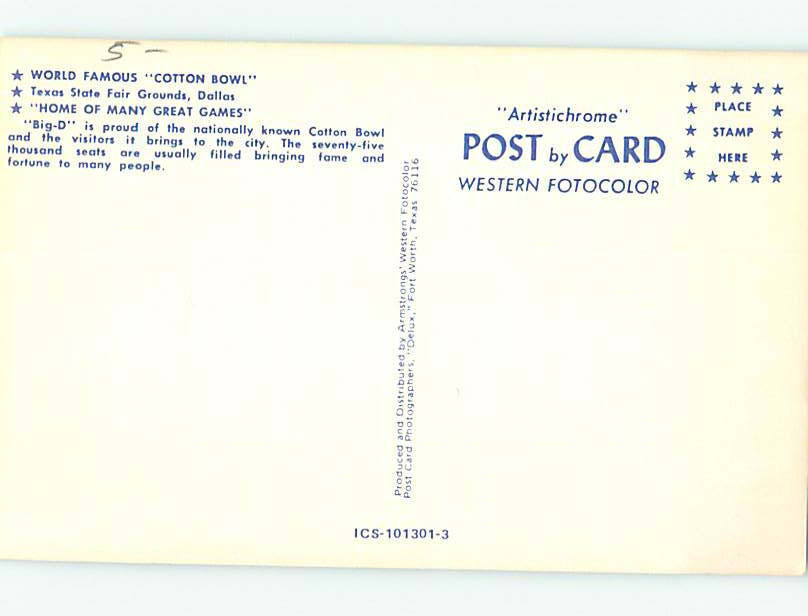 5 -
★ WORLD FAMOUS "COTTON BOWL"
★ Texas State Fair Grounds, Dallas
★ "HOME OF MANY GREAT GAMES"
"Big-D" is proud of the nationally known Cotton Bowl
and the visitors it brings to the city. The seventy-five
thousand seats are usually filled bringing fame and
fortune to many people.
"Artistichrome"
POST by CARD
WESTERN FOTOCOLOR
PLACE
STAMP
HERE
Produced and Distributed by Armstrongs' Western Fotocolor
Post Card Photographers, "Delux," Fort Worth, Texas 76116
ICS-101301-3